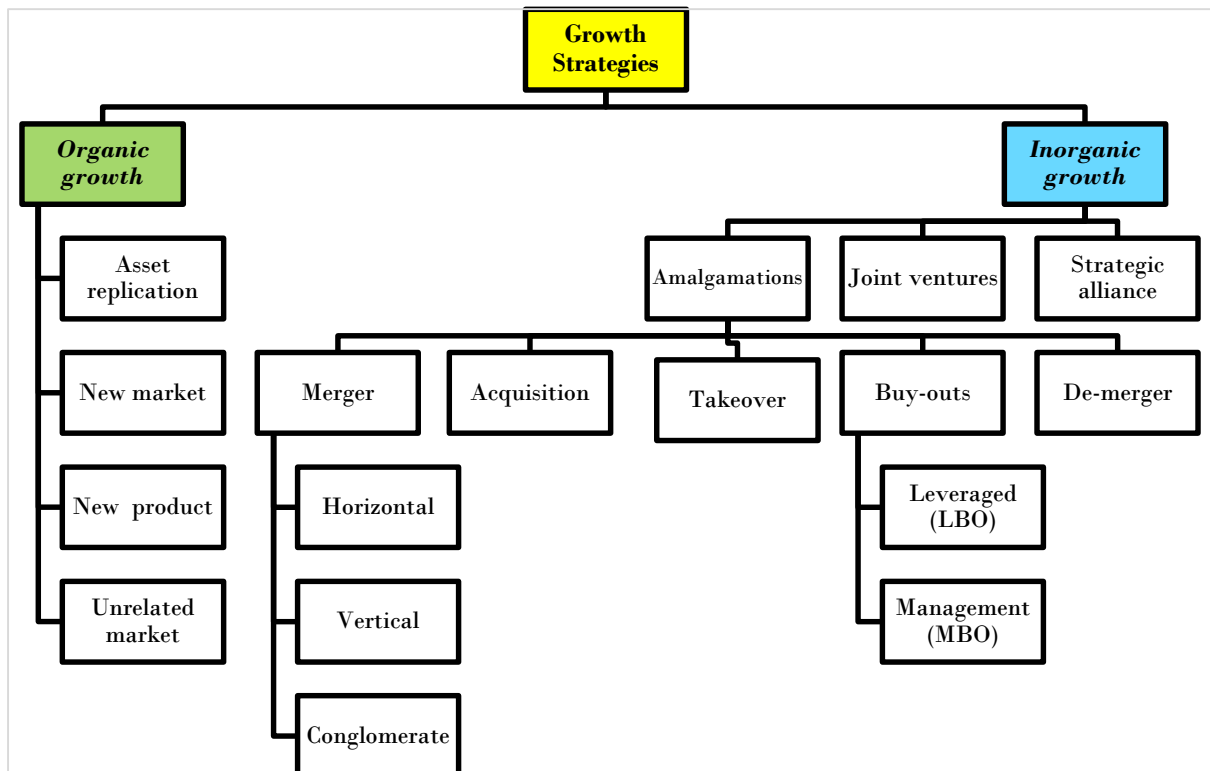 Growth
Strategies
Organic
growth
Inorganic
growth
Asset
replication
Amalgamations
Joint ventures
Strategic
alliance
New market
Merger
Acquisition
Takeover
Buy-outs
De-merger
New product
Horizontal
Leveraged
(LBO)
Unrelated
market
Vertical
Management
(MBO)
Conglomerate